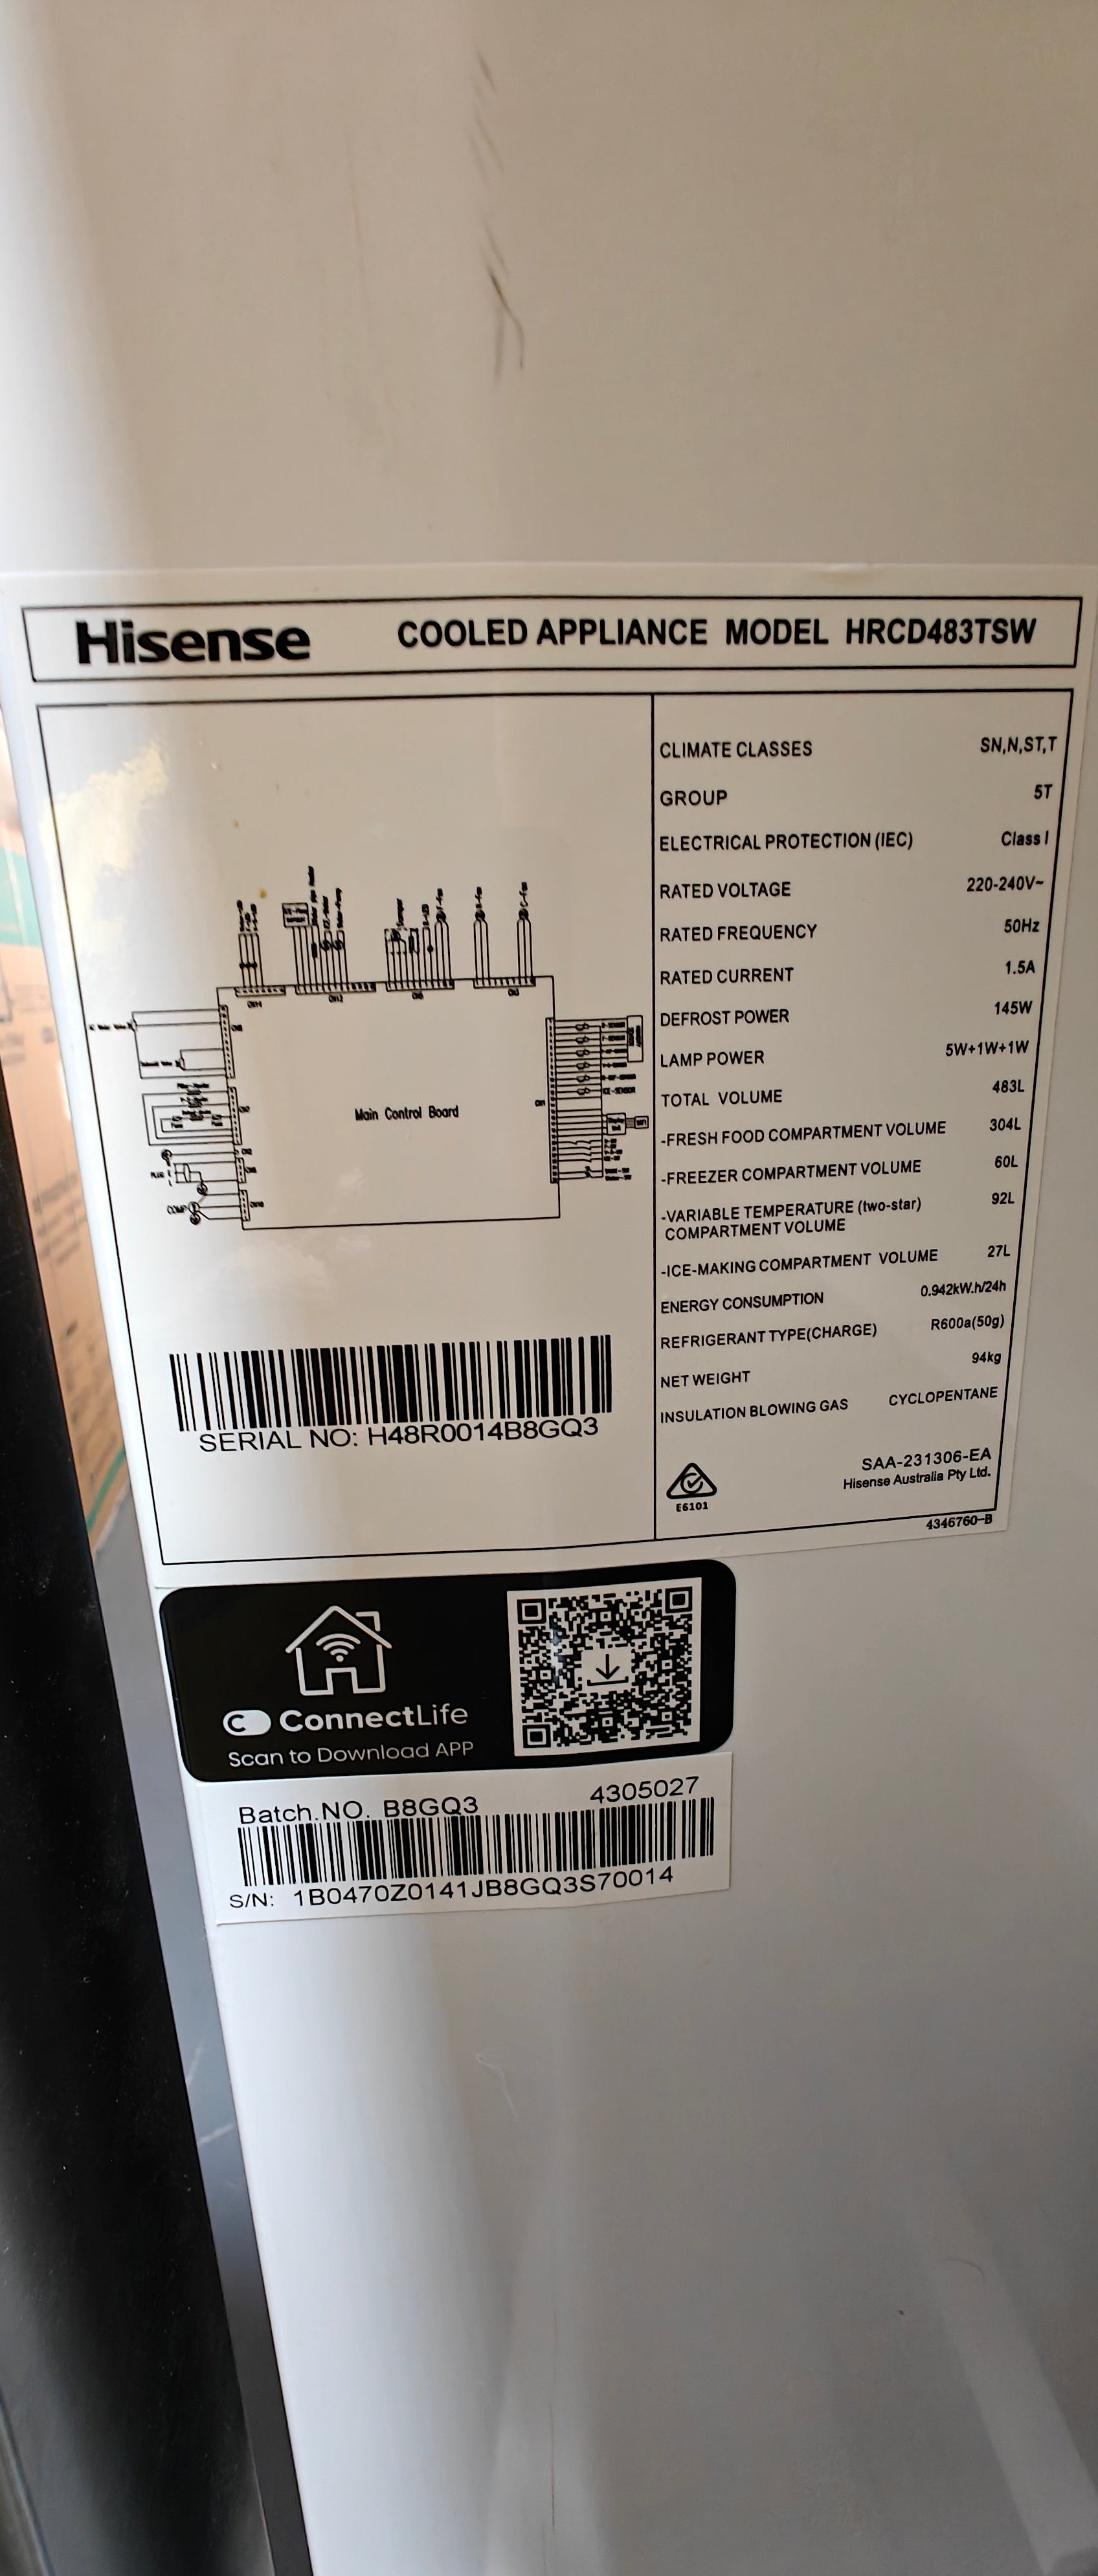 Hisense COOLED APPLIANCE MODEL HRCD483TSW
CLIMATE CLASSES SN,N,ST,T
GROUP 5T
ELECTRICAL PROTECTION (IEC) Class I
RATED VOLTAGE 220-240V~
RATED FREQUENCY 50Hz
RATED CURRENT 1.5A
DEFROST POWER 145W
LAMP POWER 5W+1W+1W
TOTAL VOLUME 483L
-FRESH FOOD COMPARTMENT VOLUME 304L
-FREEZER COMPARTMENT VOLUME 60L
-VARIABLE TEMPERATURE (two-star) 92L
COMPARTMENT VOLUME
-ICE-MAKING COMPARTMENT VOLUME 27L
ENERGY CONSUMPTION 0.942kW.h/24h
REFRIGERANT TYPE(CHARGE) R600a(50g)
NET WEIGHT 94kg
INSULATION BLOWING GAS CYCLOPENTANE
SAA-231306-EA
Hisense Australia Pty Ltd.
E6101
4346760-B
Main Control Board
COMP
SERIAL NO: H48R0014B8GQ3
ConnectLife
Scan to Download APP
Batch.NO. B8GQ3 4305027
S/N: 1B0470Z0141JB8GQ3S70014